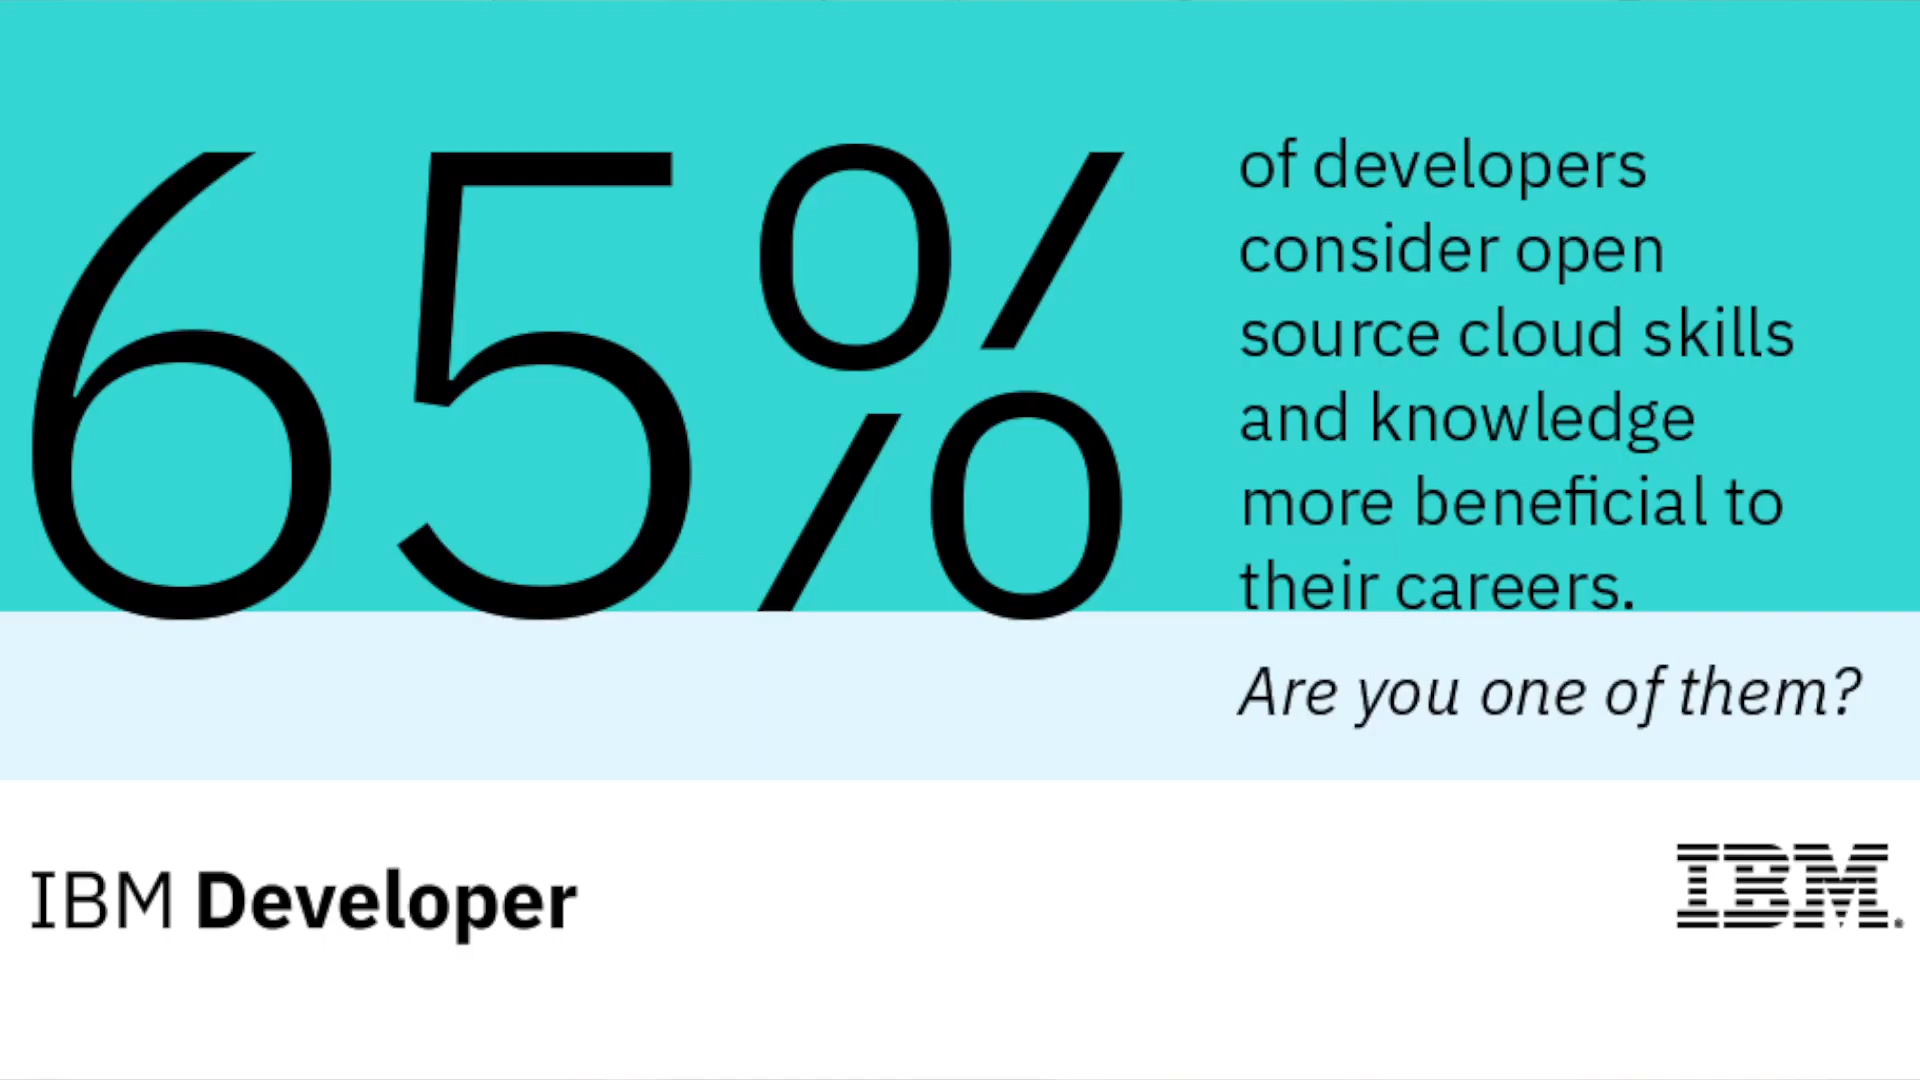 65%
of developers
consider open
source cloud skills
and knowledge
more beneficial to
their careers.
Are you one of them?
IBM Developer
IBM®